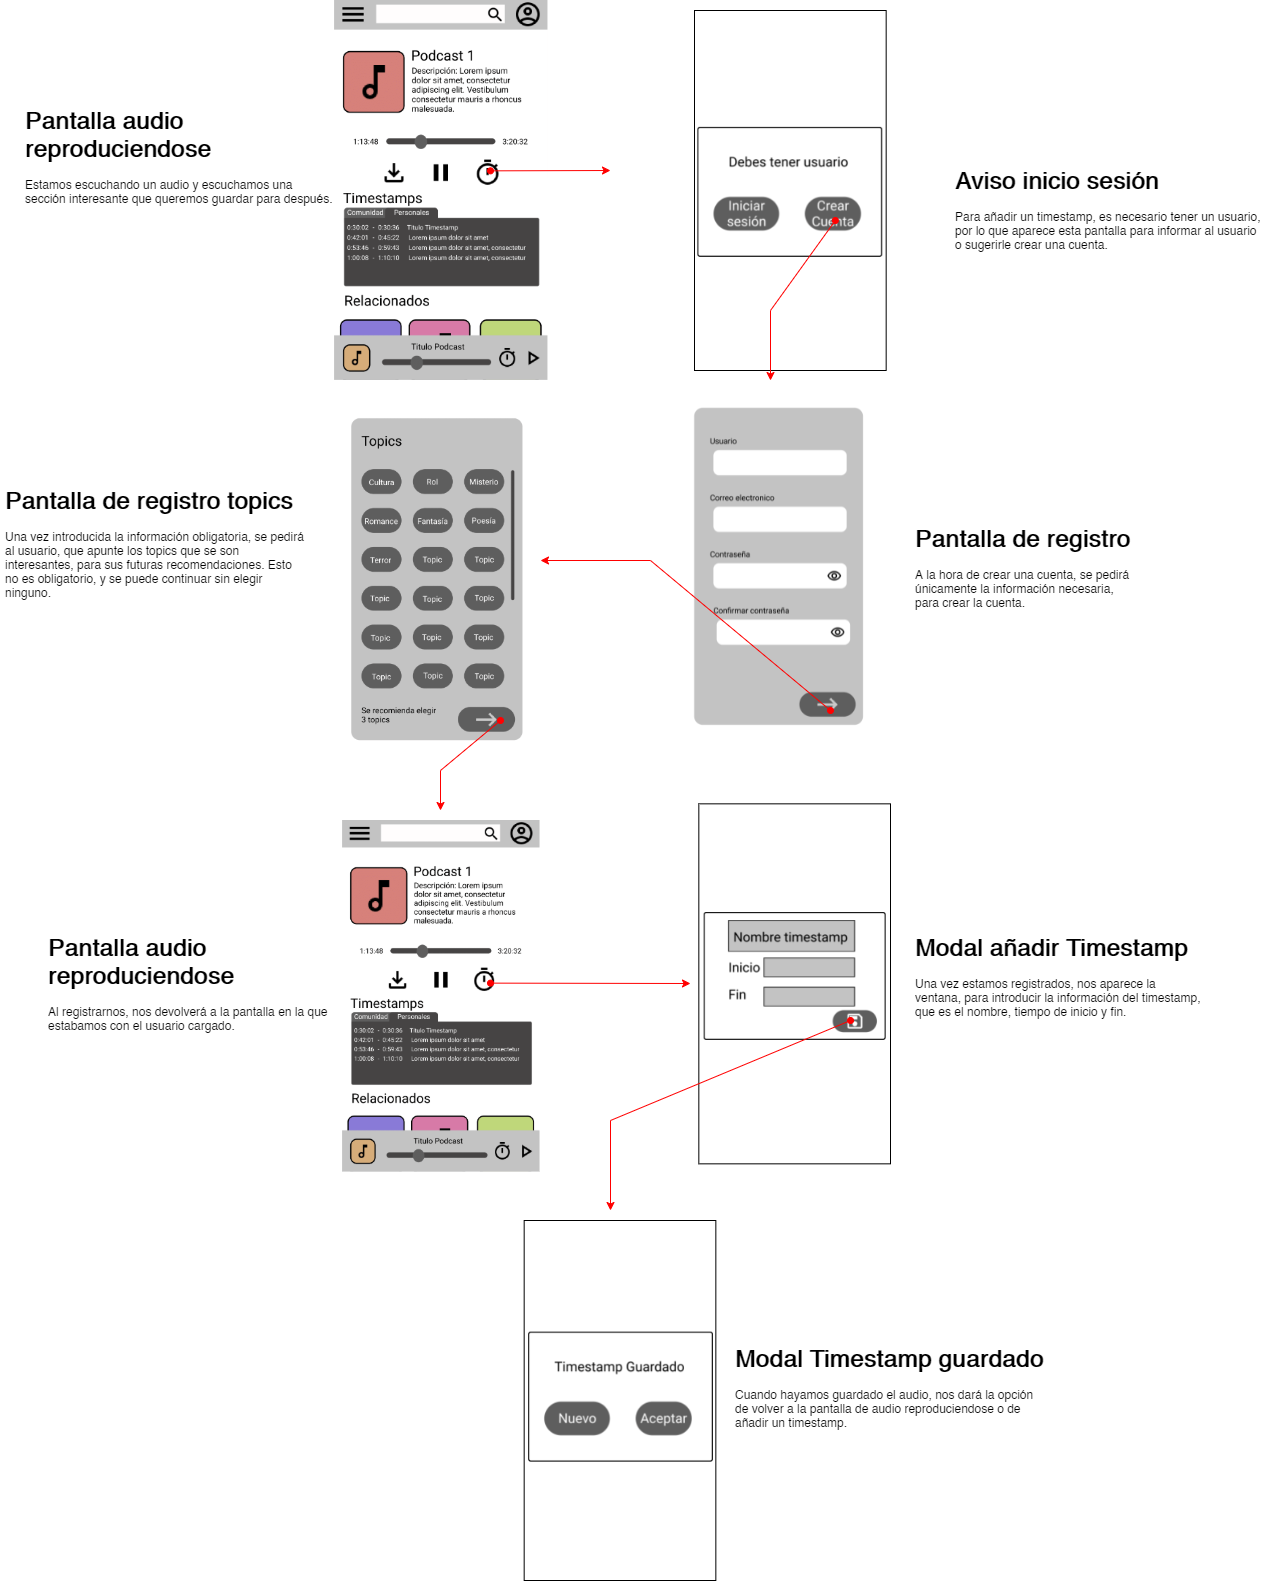 Podcast 1
Descripción: Lorem ipsum
dolor sit amet, consectetur
adipiscing elit. Vestibulum
consectetur mauris a rhoncus
malesuada.
1:13:48
3:20:32
Timestamps
Comunidad Personales
0:30:02 - 0:30:36 Titulo Timestamp
0:42:01 - 0:45:22 Lorem ipsum dolor sit amet
0:53:46 - 0:59:43 Lorem ipsum dolor sit amet, consectetur
1:00:08 - 1:10:10 Lorem ipsum dolor sit amet, consectetur
Relacionados
Titulo Podcast
Pantalla audio
reproduciendose
Estamos escuchando un audio y escuchamos una
sección interesante que queremos guardar para después.
Debes tener usuario
Iniciar
sesión
Crear
Cuenta
Aviso inicio sesión
Para añadir un timestamp, es necesario tener un usuario,
por lo que aparece esta pantalla para informar al usuario
o sugerirle crear una cuenta.
Pantalla de registro topics
Una vez introducida la información obligatoria, se pedirá
al usuario, que apunte los topics que se son
interesantes, para sus futuras recomendaciones. Esto
no es obligatorio, y se puede continuar sin elegir
ninguno.
Topics
Cultura Rol Misterio
Romance Fantasía Poesía
Terror Topic Topic
Topic Topic Topic
Topic Topic Topic
Topic Topic Topic
Se recomienda elegir
3 topics
Usuario
Correo electronico
Contraseña
Confirmar contraseña
Pantalla de registro
A la hora de crear una cuenta, se pedirá
únicamente la información necesaria,
para crear la cuenta.
Pantalla audio
reproduciendose
Al registrarnos, nos devolverá a la pantalla en la que
estabamos con el usuario cargado.
Podcast 1
Descripción: Lorem ipsum
dolor sit amet, consectetur
adipiscing elit. Vestibulum
consectetur mauris a rhoncus
malesuada.
1:13:48
3:20:32
Timestamps
Comunidad Personales
0:30:02 - 0:30:36 Titulo Timestamp
0:42:01 - 0:45:22 Lorem ipsum dolor sit amet
0:53:46 - 0:59:43 Lorem ipsum dolor sit amet, consectetur
1:00:08 - 1:10:10 Lorem ipsum dolor sit amet, consectetur
Relacionados
Titulo Podcast
Nombre timestamp
Inicio
Fin
Modal añadir Timestamp
Una vez estamos registrados, nos aparece la
ventana, para introducir la información del timestamp,
que es el nombre, tiempo de inicio y fin.
Timestamp Guardado
Nuevo
Aceptar
Modal Timestamp guardado
Cuando hayamos guardado el audio, nos dará la opción
de volver a la pantalla de audio reproduciendose o de
añadir un timestamp.